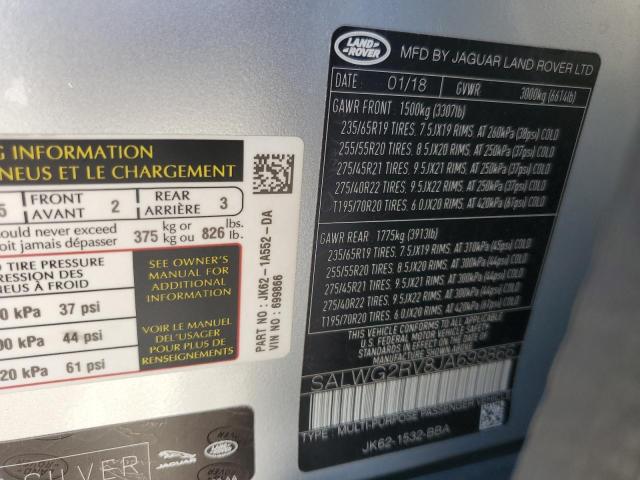 G INFORMATION
NEUS ET LE CHARGEMENT
5 FRONT AVANT 2 REAR ARRIÈRE 3
ould never exceed
oit jamais dépasser 375 kg or kg ou 826 lbs. lb.
TIRE PRESSURE
RESSION DES
NEUS À FROID
0 kPa 37 psi
00 kPa 44 psi
20 kPa 61 psi
SEE OWNER'S
MANUAL FOR
ADDITIONAL
INFORMATION
VOIR LE MANUEL
DE L'USAGER
POUR PLUS DE
RENSEIGNEMENTS
PART NO: JK62-1A562-DA
VIN NO: 699866
LAND ROVER
MFD BY JAGUAR LAND ROVER LTD
DATE : 01/18 GVWR 3000kg (6614lb)
GAWR FRONT : 1500kg (3307lb)
235/65R19 TIRES, 7.5JX19 RIMS, AT 260kPa (38psi) COLD
255/55R20 TIRES, 8.5JX20 RIMS, AT 250kPa (37psi) COLD
275/45R21 TIRES, 9.5JX21 RIMS, AT 250kPa (37psi) COLD
275/40R22 TIRES, 9.5JX22 RIMS, AT 250kPa (37psi) COLD
T195/70R20 TIRES, 6.0JX20 RIMS, AT 420kPa (61psi) COLD
GAWR REAR : 1775kg (3913lb)
235/65R19 TIRES, 7.5JX19 RIMS, AT 310kPa (45psi) COLD
255/55R20 TIRES, 8.5JX20 RIMS, AT 300kPa (44psi) COLD
275/45R21 TIRES, 9.5JX21 RIMS, AT 300kPa (44psi) COLD
275/40R22 TIRES, 9.5JX22 RIMS, AT 300kPa (44psi) COLD
T195/70R20 TIRES, 6.0JX20 RIMS, AT 420kPa (61psi) COLD
THIS VEHICLE CONFORMS TO ALL APPLICABLE
U.S. FEDERAL MOTOR VEHICLE SAFETY
STANDARDS IN EFFECT ON THE DATE OF
MANUFACTURE SHOWN ABOVE
SALWG2RV8JA699866
TYPE : MULTI-PURPOSE PASSENGER VEHICLE
JK62-1532-BBA
SILVER
JAGUAR
LAND ROVER